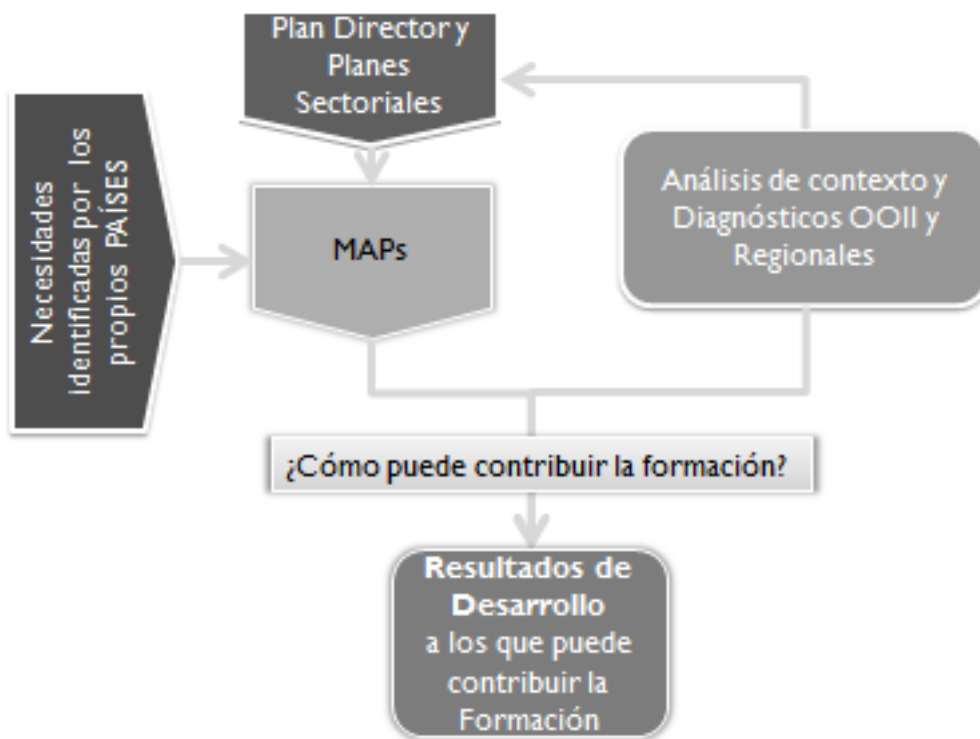 Plan Director y
Planes
Sectoriales
Necesidades
identificadas por los
propios PAÍSES
MAPs
Análisis de contexto y
Diagnósticos OOII y
Regionales
¿Cómo puede contribuir la formación?
Resultados de
Desarrollo
a los que puede
contribuir la
Formación